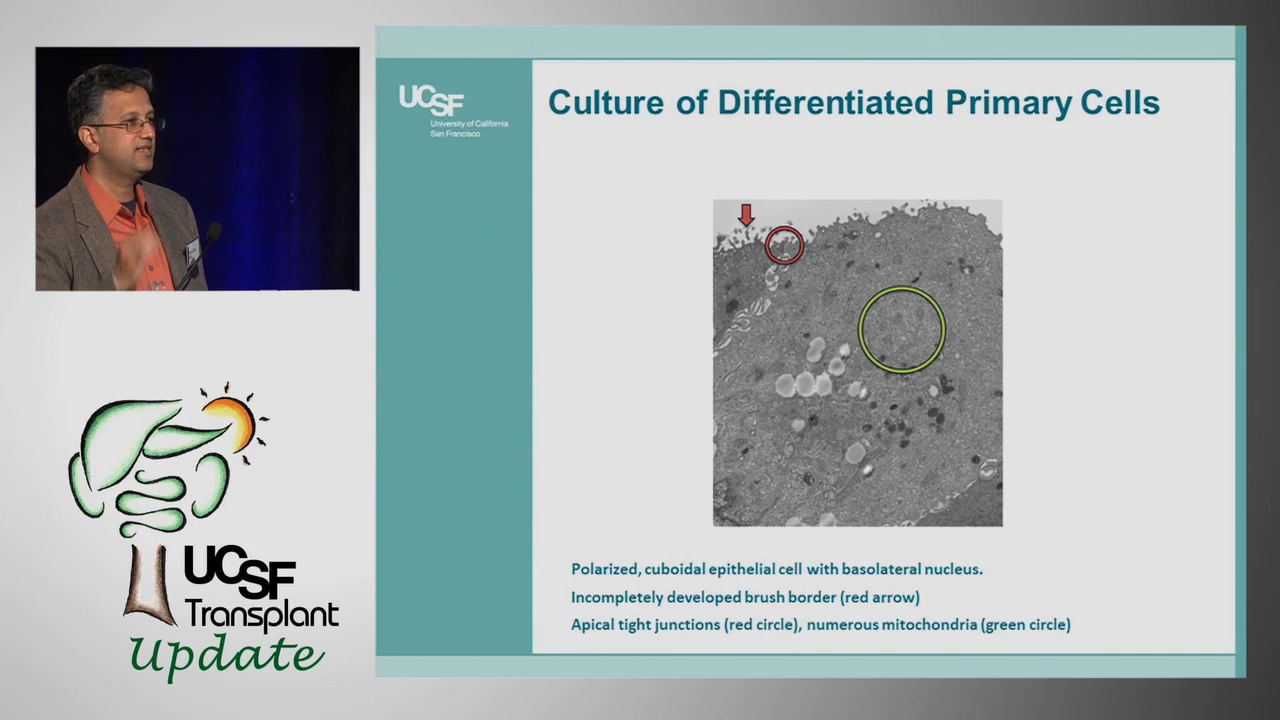 UCSF
University of California
San Francisco
Culture of Differentiated Primary Cells
Polarized, cuboidal epithelial cell with basolateral nucleus.
Incompletely developed brush border (red arrow)
Apical tight junctions (red circle), numerous mitochondria (green circle)
UCSF
Transplant
Update